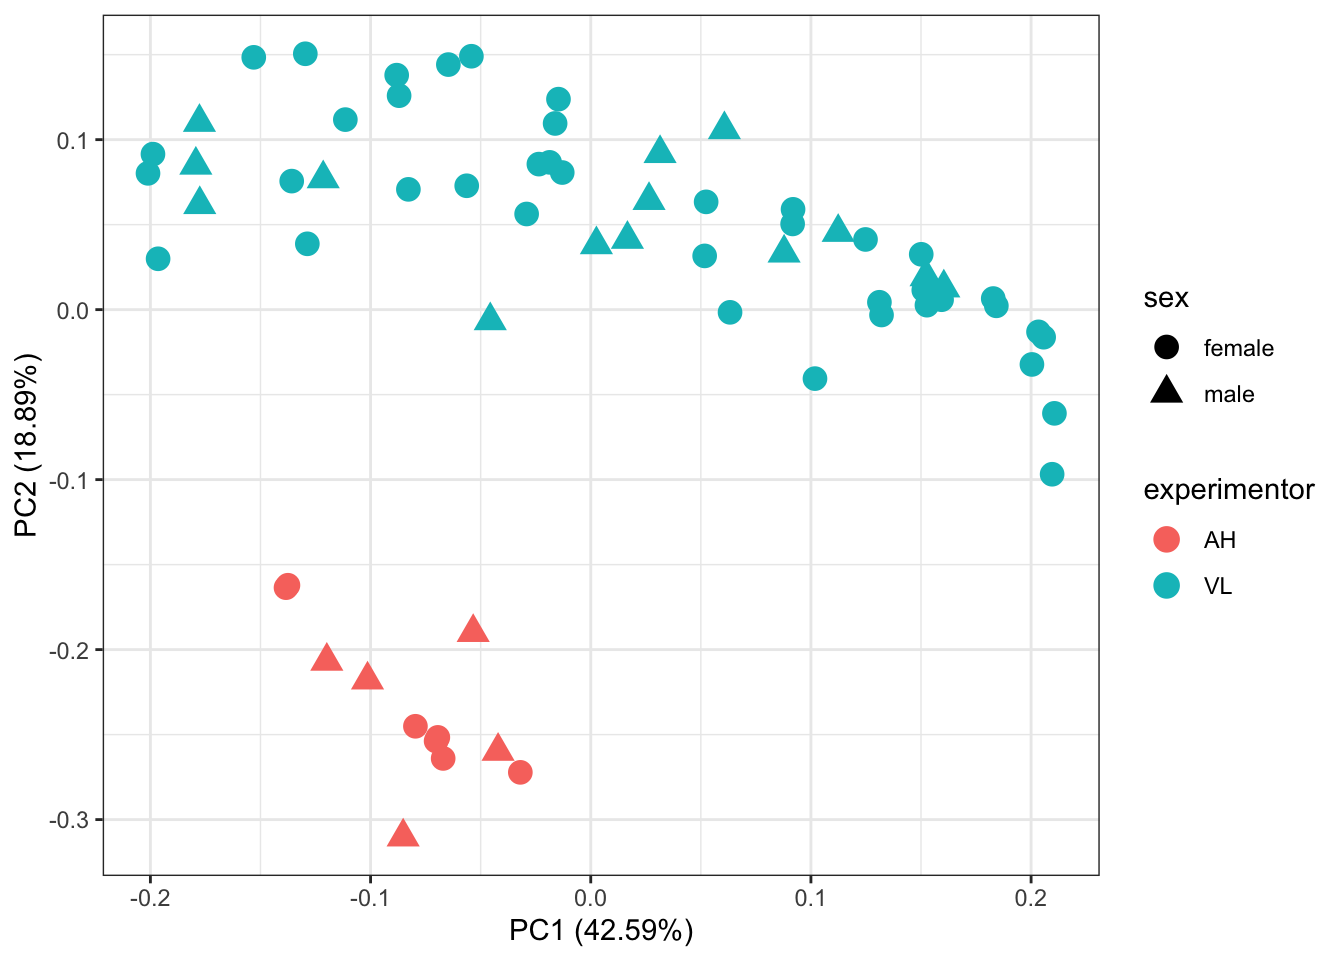 0.1
0.0
-0.1
-0.2
-0.3
PC2 (18.89%)
-0.2
-0.1
0.0
0.1
0.2
PC1 (42.59%)
sex
female
male
experimentor
AH
VL